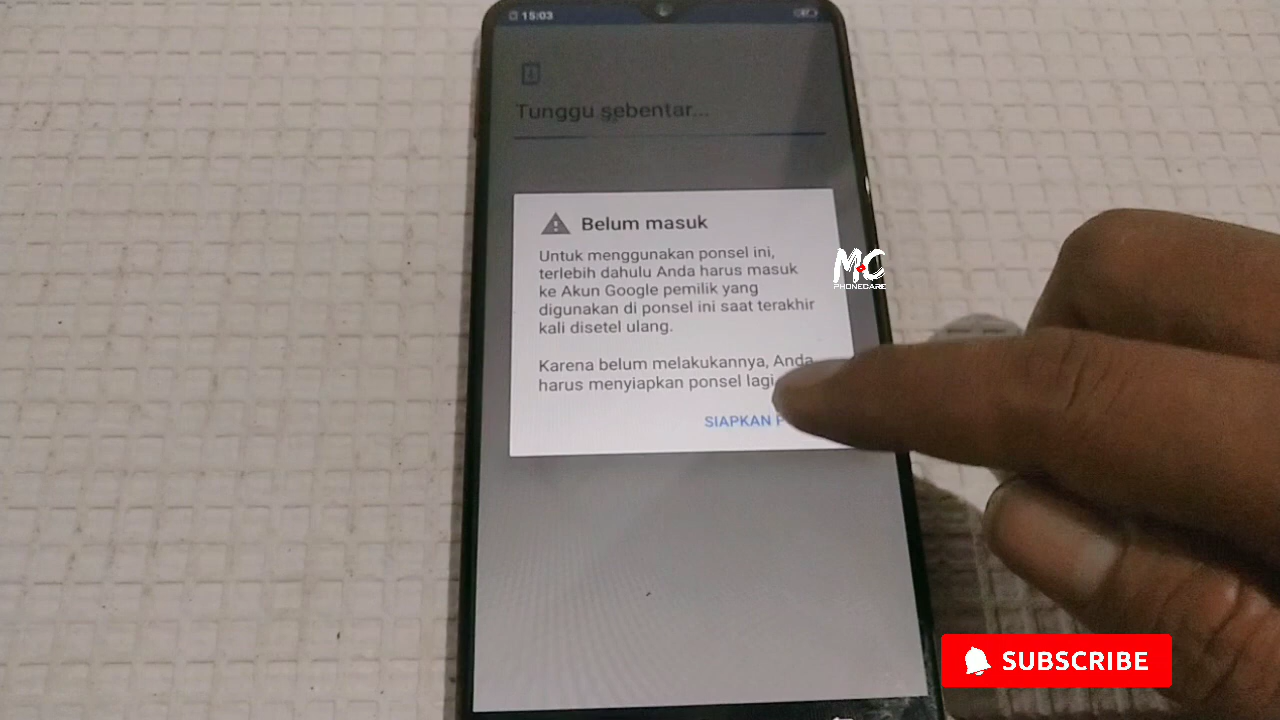 15:03
Tunggu sebentar...
Belum masuk
Untuk menggunakan ponsel ini,
terlebih dahulu Anda harus masuk
ke Akun Google pemilik yang
digunakan di ponsel ini saat terakhir
kali disetel ulang.
Karena belum melakukannya, Anda
harus menyiapkan ponsel lagi
SIAPKAN
MC
PHONECARE
SUBSCRIBE